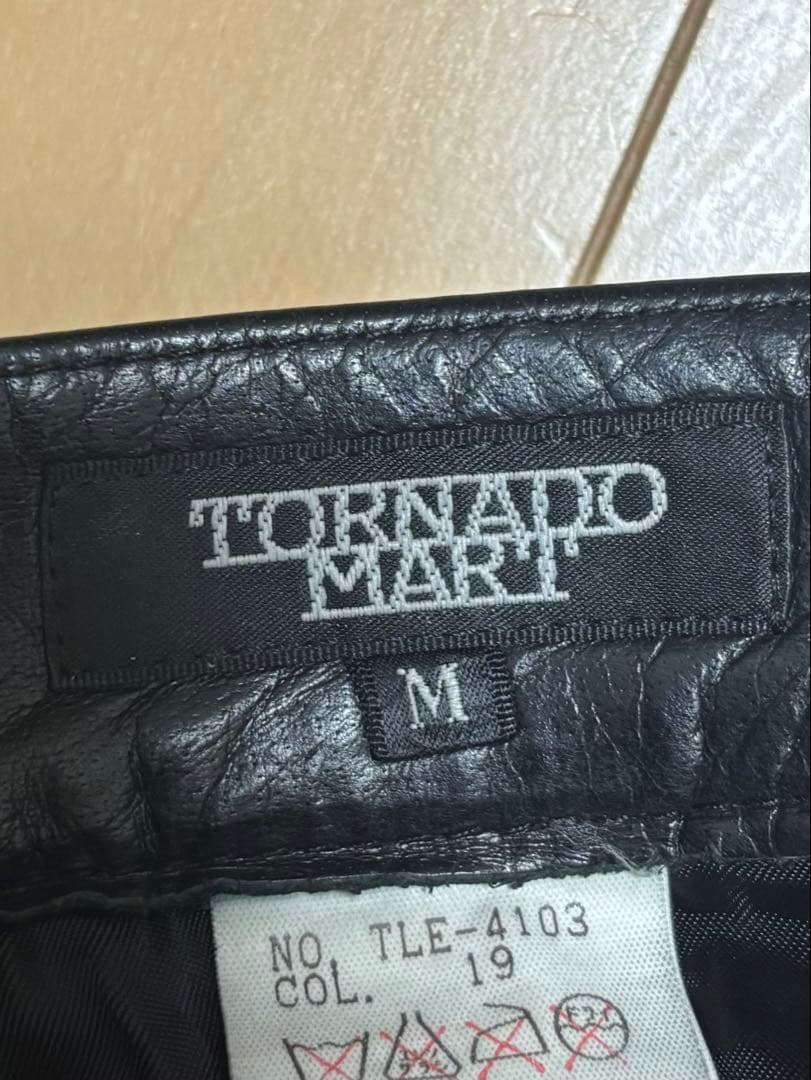 TORNADO
MART
M
NO. TLE-4103
COL. 19